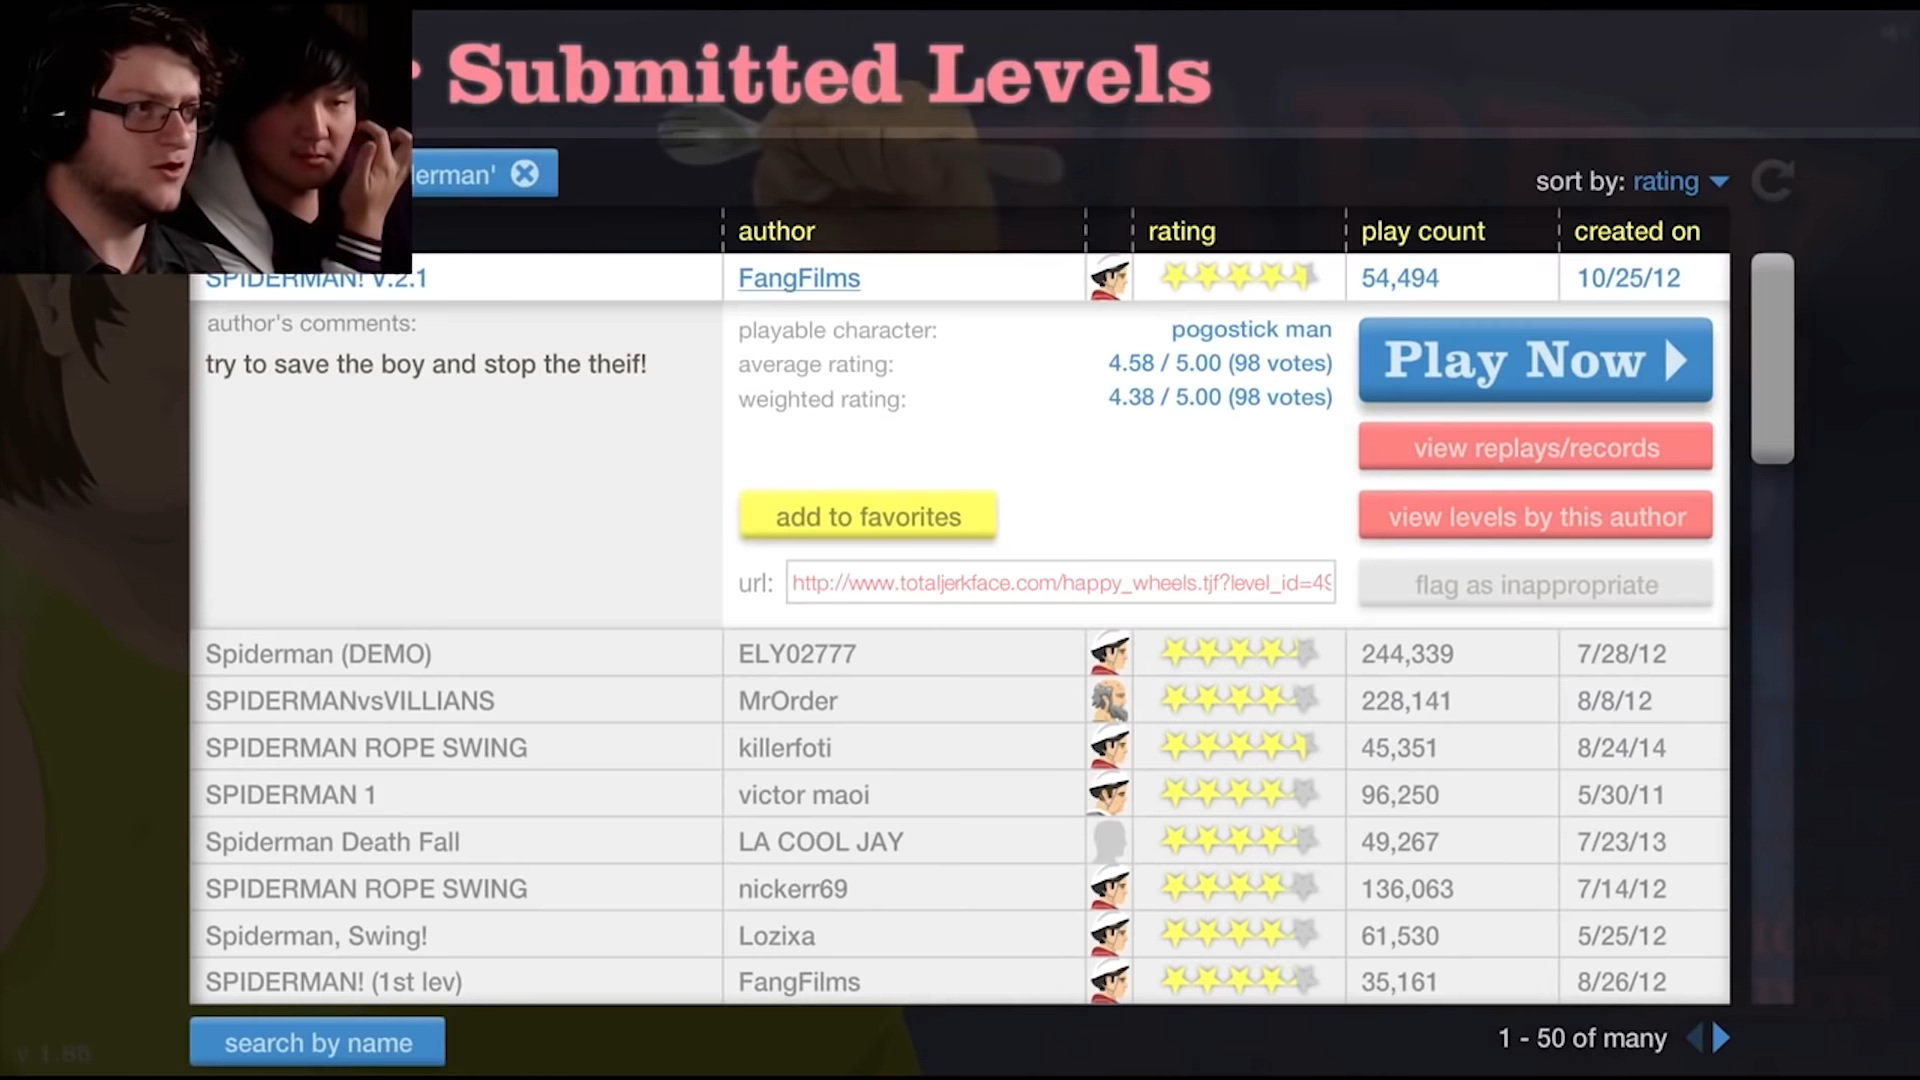 Submitted Levels
derman'
sort by: rating
author rating play count created on
SPIDERMAN! V.2.1 FangFilms 54,494 10/25/12
author's comments:
try to save the boy and stop the theif!
playable character: pogostick man
average rating: 4.58 / 5.00 (98 votes)
weighted rating: 4.38 / 5.00 (98 votes)
Play Now
view replays/records
add to favorites
view levels by this author
url: http://www.totaljerkface.com/happy_wheels.tjf?level_id=49
flag as inappropriate
Spiderman (DEMO) ELY02777 244,339 7/28/12
SPIDERMANvsVILLIANS MrOrder 228,141 8/8/12
SPIDERMAN ROPE SWING killerfoti 45,351 8/24/14
SPIDERMAN 1 victor maoi 96,250 5/30/11
Spiderman Death Fall LA COOL JAY 49,267 7/23/13
SPIDERMAN ROPE SWING nickerr69 136,063 7/14/12
Spiderman, Swing! Lozixa 61,530 5/25/12
SPIDERMAN! (1st lev) FangFilms 35,161 8/26/12
search by name
1 - 50 of many